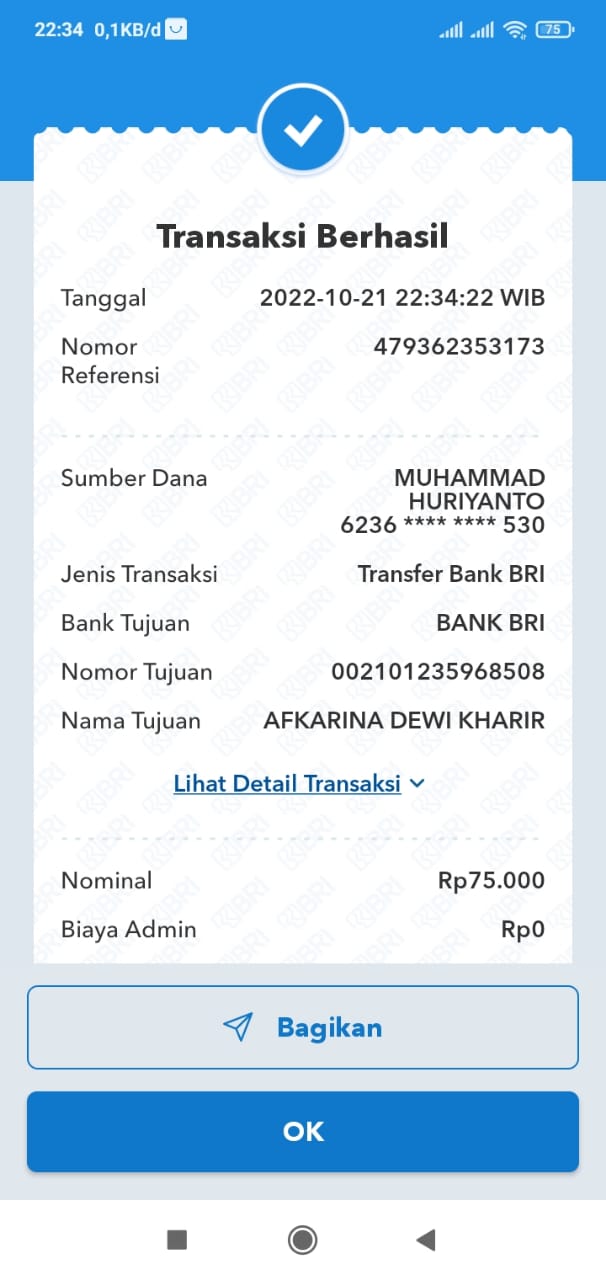 22:34 0,1KB/d
75
Transaksi Berhasil
Tanggal 2022-10-21 22:34:22 WIB
Nomor Referensi 479362353173
Sumber Dana MUHAMMAD
HURIYANTO
6236 **** **** 530
Jenis Transaksi Transfer Bank BRI
Bank Tujuan BANK BRI
Nomor Tujuan 002101235968508
Nama Tujuan AFKARINA DEWI KHARIR
Lihat Detail Transaksi
Nominal Rp75.000
Biaya Admin Rp0
Bagikan
OK